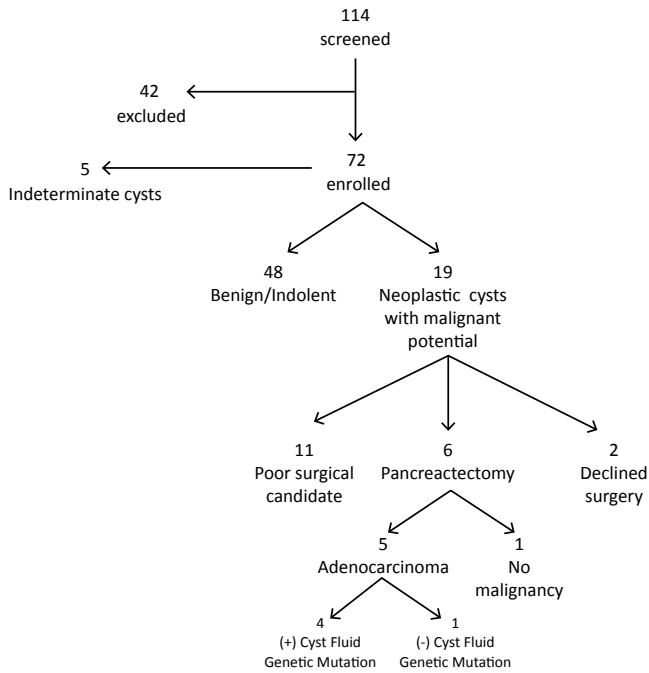 114
screened
42
excluded
72
enrolled
5
Indeterminate cysts
48
Benign/Indolent
19
Neoplastic cysts
with malignant
potential
11
Poor surgical
candidate
6
Pancreactectomy
2
Declined
surgery
5
Adenocarcinoma
1
No
malignancy
4
(+) Cyst Fluid
Genetic Mutation
1
(-) Cyst Fluid
Genetic Mutation